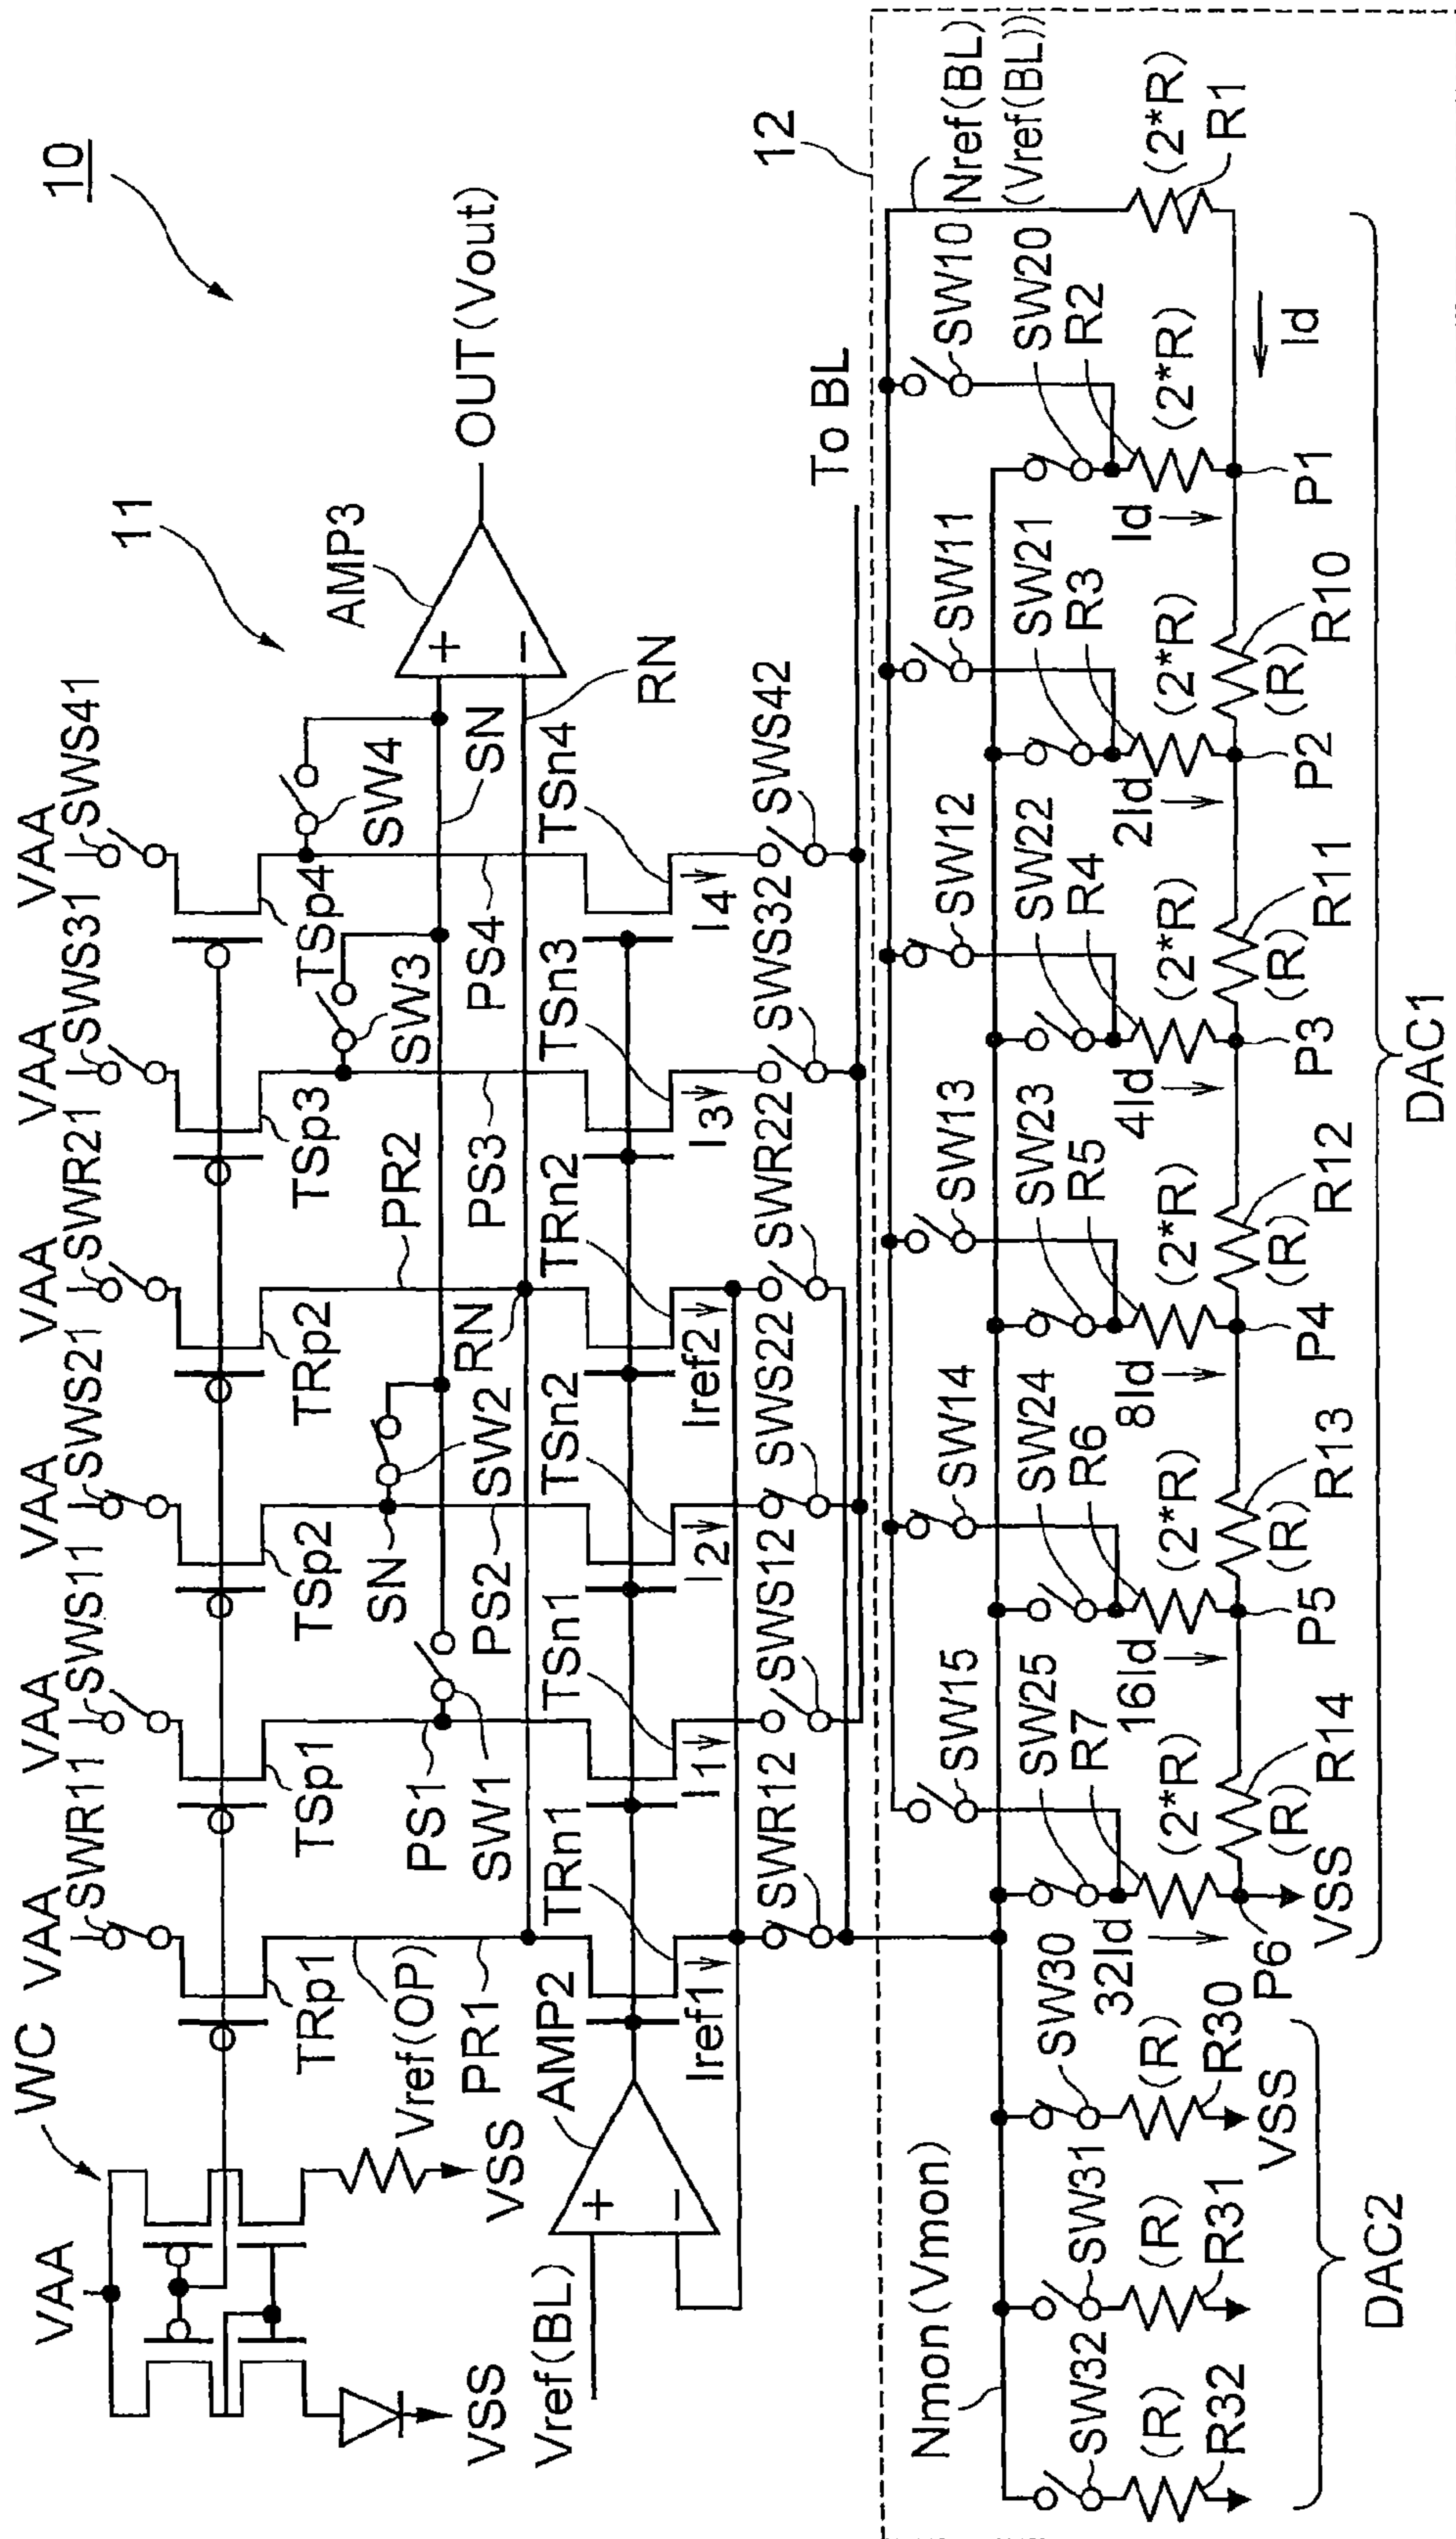 10
11
12
WC
VAA
VAA
VAA
VAA
VAA
VAA
VAA
SWR11
SWS11
SWS21
SWR21
SWS31
SWS41
TRp1
TSp1
TSp2
TRp2
TSp3
TSp4
Vref(OP)
VSS
VSS
PR1
PS1
SW1
SN
PS2
SW2
RN
PR2
PS3
SW3
PS4
SW4
SN
RN
AMP3
OUT(Vout)
Vref(BL)
AMP2
TRn1
TSn1
TSn2
TRn2
TSn3
TSn4
Iref1
I1
I2
Iref2
I3
I4
SWR12
SWS12
SWS22
SWR22
SWS32
SWS42
To BL
Nref(BL)
(Vref(BL))
Nmon(Vmon)
SW15
SW14
SW13
SW12
SW11
SW10
SW32
SW31
SW30
SW25
SW24
SW23
SW22
SW21
SW20
R7
R6
R5
R4
R3
R2
R1
(R)
(R)
(R)
(2*R)
(2*R)
(2*R)
(2*R)
(2*R)
(2*R)
(2*R)
32Id
16Id
8Id
4Id
2Id
Id
Id
R32
R31
R30
VSS
(R)
(R)
(R)
(R)
(R)
P6
VSS
R14
P5
R13
P4
R12
P3
R11
P2
R10
P1
DAC2
DAC1